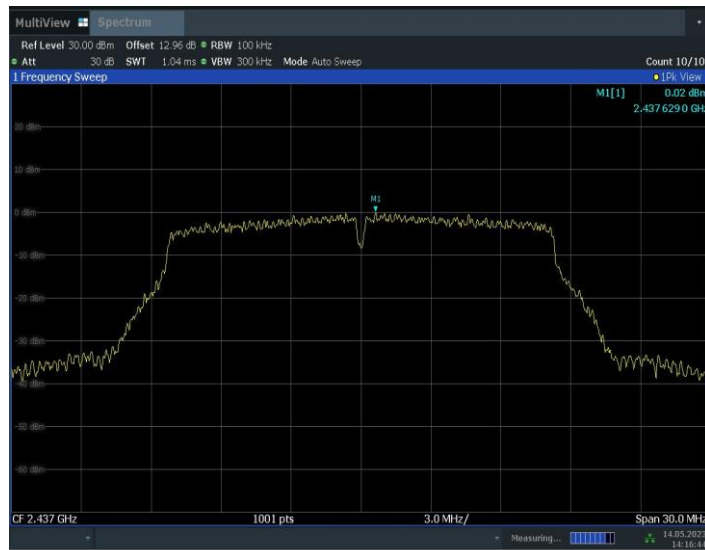 MultiView Spectrum
Ref Level 30.00 dBm Offset 12.96 dB RBW 100 kHz
Att 30 dB SWT 1.04 ms VBW 300 kHz Mode Auto Sweep Count 10/10
1 Frequency Sweep 1Pk View
M1[1] 0.02 dBm
2.4376290 GHz
20 dBm
10 dBm
M1
0 dBm
-10 dBm
-20 dBm
-30 dBm
-40 dBm
-50 dBm
-60 dBm
CF 2.437 GHz 1001 pts 3.0 MHz/ Span 30.0 MHz
Measuring... 14.05.2023
14:16:44